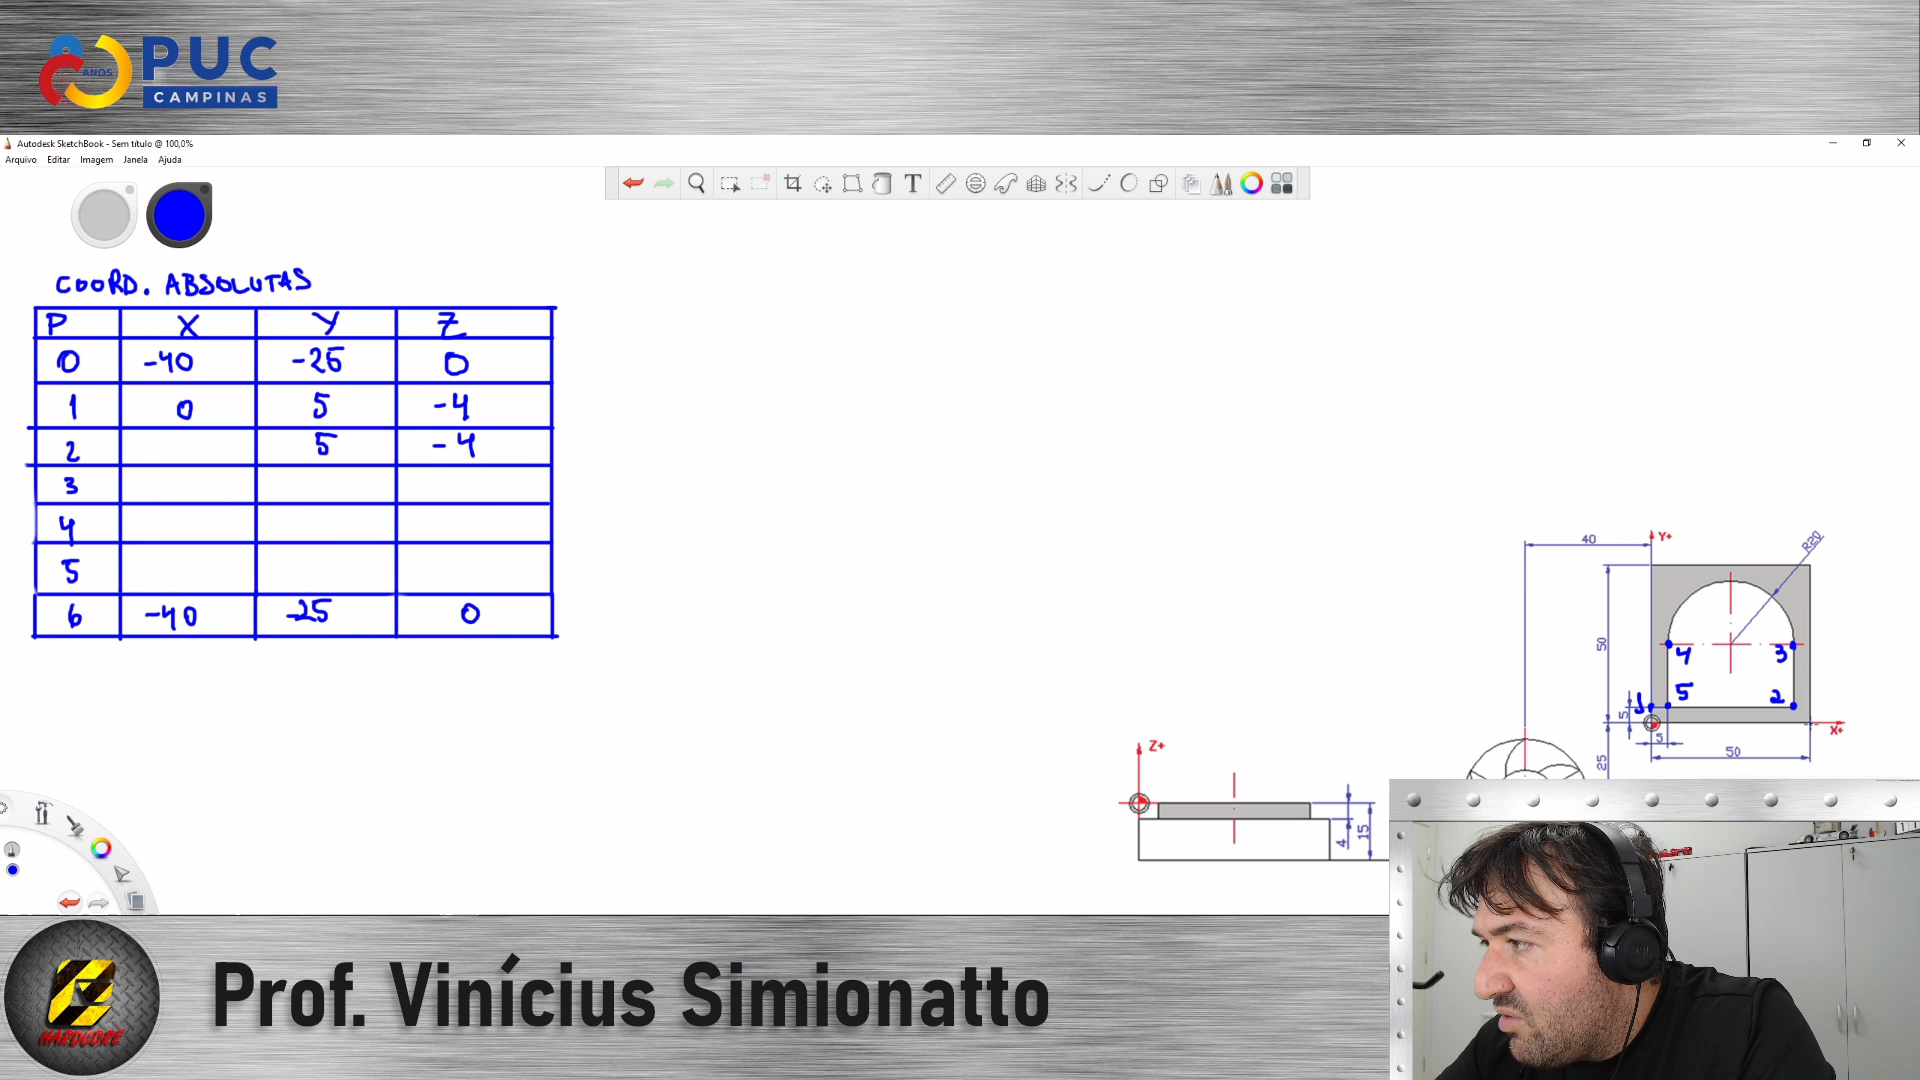 ANOS
PUC
CAMPINAS
Autodesk SketchBook - Sem título @ 100,0%
Arquivo Editar Imagem Janela Ajuda
T
COORD. ABSOLUTAS
P X Y Z
0 -40 -25 0
1 0 5 -4
2 5 -4
3
4
5
6 -40 -25 0
40 Y+ R20
50
4 3
5 2
1
5
X+
5
50
25
Z+
4 15
HARDCORE
Prof. Vinícius Simionatto